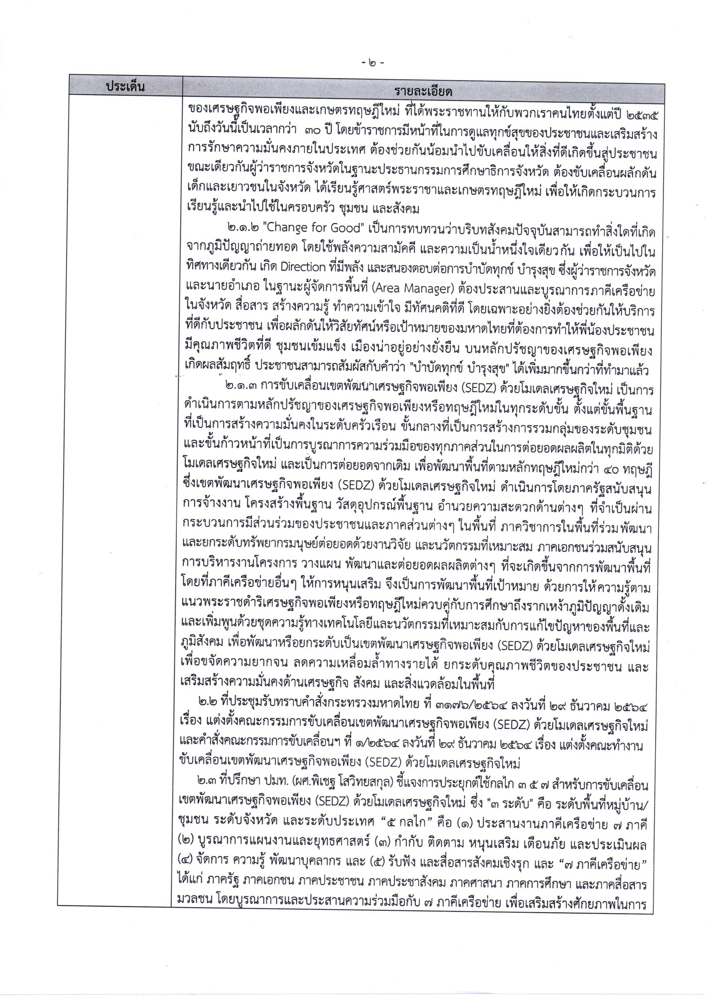 - ๒ -
ประเด็น
รายละเอียด
ของเศรษฐกิจพอเพียงและเกษตรทฤษฎีใหม่ ที่ได้พระราชทานให้กับพวกเราคนไทยตั้งแต่ปี ๒๕๓๕
นับถึงวันนี้เป็นเวลากว่า ๓๐ ปี โดยข้าราชการมีหน้าที่ในการดูแลทุกข์สุขของประชาชนและเสริมสร้าง
การรักษาความมั่นคงภายในประเทศ ต้องช่วยกันน้อมนำไปขับเคลื่อนให้สิ่งที่ดีเกิดขึ้นสู่ประชาชน
ขณะเดียวกันผู้ว่าราชการจังหวัดในฐานะประธานกรรมการศึกษาธิการจังหวัด ต้องขับเคลื่อนผลักดัน
เด็กและเยาวชนในจังหวัด ได้เรียนรู้ศาสตร์พระราชาและเกษตรทฤษฎีใหม่ เพื่อให้เกิดกระบวนการ
เรียนรู้และนำไปใช้ในครอบครัว ชุมชน และสังคม
๒.๑.๒ "Change for Good" เป็นการทบทวนว่าบริบทสังคมปัจจุบันสามารถทำสิ่งใดที่เกิด
จากภูมิปัญญาถ่ายทอด โดยใช้พลังความสามัคคี และความเป็นน้ำหนึ่งใจเดียวกัน เพื่อให้เป็นไปใน
ทิศทางเดียวกัน เกิด Direction ที่มีพลัง และสนองตอบต่อการบำบัดทุกข์ บำรุงสุข ซึ่งผู้ว่าราชการจังหวัด
และนายอำเภอ ในฐานะผู้จัดการพื้นที่ (Area Manager) ต้องประสานและบูรณาการภาคีเครือข่าย
ในจังหวัด สื่อสาร สร้างความรู้ ทำความเข้าใจ มีทัศนคติที่ดี โดยเฉพาะอย่างยิ่งต้องช่วยกันให้บริการ
ที่ดีกับประชาชน เพื่อผลักดันให้วิสัยทัศน์หรือเป้าหมายของมหาดไทยที่ต้องการทำให้พี่น้องประชาชน
มีคุณภาพชีวิตที่ดี ชุมชนเข้มแข็ง เมืองน่าอยู่อย่างยั่งยืน บนหลักปรัชญาของเศรษฐกิจพอเพียง
เกิดผลสัมฤทธิ์ ประชาชนสามารถสัมผัสกับคำว่า "บำบัดทุกข์ บำรุงสุข" ได้เพิ่มมากขึ้นกว่าที่ทำมาแล้ว
๒.๑.๓ การขับเคลื่อนเขตพัฒนาเศรษฐกิจพอเพียง (SEDZ) ด้วยโมเดลเศรษฐกิจใหม่ เป็นการ
ดำเนินการตามหลักปรัชญาของเศรษฐกิจพอเพียงหรือทฤษฎีใหม่ในทุกระดับขั้น ตั้งแต่ขั้นพื้นฐาน
ที่เป็นการสร้างความมั่นคงในระดับครัวเรือน ขั้นกลางที่เป็นการสร้างการรวมกลุ่มของระดับชุมชน
และขั้นก้าวหน้าที่เป็นการบูรณาการความร่วมมือของทุกภาคส่วนในการต่อยอดผลผลิตในทุกมิติด้วย
โมเดลเศรษฐกิจใหม่ และเป็นการต่อยอดจากเดิม เพื่อพัฒนาพื้นที่ตามหลักทฤษฎีใหม่กว่า ๔๐ ทฤษฎี
ซึ่งเขตพัฒนาเศรษฐกิจพอเพียง (SEDZ) ด้วยโมเดลเศรษฐกิจใหม่ ดำเนินการโดยภาครัฐสนับสนุน
การจ้างงาน โครงสร้างพื้นฐาน วัสดุอุปกรณ์พื้นฐาน อำนวยความสะดวกด้านต่างๆ ที่จำเป็นผ่าน
กระบวนการมีส่วนร่วมของประชาชนและภาคส่วนต่างๆ ในพื้นที่ ภาควิชาการในพื้นที่ร่วมพัฒนา
และยกระดับทรัพยากรมนุษย์ต่อยอดด้วยงานวิจัย และนวัตกรรมที่เหมาะสม ภาคเอกชนร่วมสนับสนุน
การบริหารงานโครงการ วางแผน พัฒนาและต่อยอดผลผลิตต่างๆ ที่จะเกิดขึ้นจากการพัฒนาพื้นที่
โดยที่ภาคีเครือข่ายอื่นๆ ให้การหนุนเสริม จึงเป็นการพัฒนาพื้นที่เป้าหมาย ด้วยการให้ความรู้ตาม
แนวพระราชดำริเศรษฐกิจพอเพียงหรือทฤษฎีใหม่ควบคู่กับการศึกษาถึงรากเหง้าภูมิปัญญาดั้งเดิม
และเพิ่มพูนด้วยชุดความรู้ทางเทคโนโลยีและนวัตกรรมที่เหมาะสมกับการแก้ไขปัญหาของพื้นที่และ
ภูมิสังคม เพื่อพัฒนาหรือยกระดับเป็นเขตพัฒนาเศรษฐกิจพอเพียง (SEDZ) ด้วยโมเดลเศรษฐกิจใหม่
เพื่อขจัดความยากจน ลดความเหลื่อมล้ำทางรายได้ ยกระดับคุณภาพชีวิตของประชาชน และ
เสริมสร้างความมั่นคงด้านเศรษฐกิจ สังคม และสิ่งแวดล้อมในพื้นที่
๒.๒ ที่ประชุมรับทราบคำสั่งกระทรวงมหาดไทย ที่ ๓๑๗๖/๒๕๖๔ ลงวันที่ ๒๙ ธันวาคม ๒๕๖๔
เรื่อง แต่งตั้งคณะกรรมการขับเคลื่อนเขตพัฒนาเศรษฐกิจพอเพียง (SEDZ) ด้วยโมเดลเศรษฐกิจใหม่
และคำสั่งคณะกรรมการขับเคลื่อนฯ ที่ ๑/๒๕๖๔ ลงวันที่ ๒๙ ธันวาคม ๒๕๖๔ เรื่อง แต่งตั้งคณะทำงาน
ขับเคลื่อนเขตพัฒนาเศรษฐกิจพอเพียง (SEDZ) ด้วยโมเดลเศรษฐกิจใหม่
๒.๓ ที่ปรึกษา ปมท. (ผศ.พิเชฐ โสวิทยสกุล) ชี้แจงการประยุกต์ใช้กลไก ๓ ๕ ๗ สำหรับการขับเคลื่อน
เขตพัฒนาเศรษฐกิจพอเพียง (SEDZ) ด้วยโมเดลเศรษฐกิจใหม่ ซึ่ง "๓ ระดับ" คือ ระดับพื้นที่หมู่บ้าน/
ชุมชน ระดับจังหวัด และระดับประเทศ “๕ กลไก” คือ (๑) ประสานงานภาคีเครือข่าย ๗ ภาคี
(๒) บูรณาการแผนงานและยุทธศาสตร์ (๓) กำกับ ติดตาม หนุนเสริม เตือนภัย และประเมินผล
(๔) จัดการ ความรู้ พัฒนาบุคลากร และ (๕) รับฟัง และสื่อสารสังคมเชิงรุก และ “๗ ภาคีเครือข่าย”
ได้แก่ ภาครัฐ ภาคเอกชน ภาคประชาชน ภาคประชาสังคม ภาคศาสนา ภาคการศึกษา และภาคสื่อสาร
มวลชน โดยบูรณาการและประสานความร่วมมือกับ ๗ ภาคีเครือข่าย เพื่อเสริมสร้างศักยภาพในการ